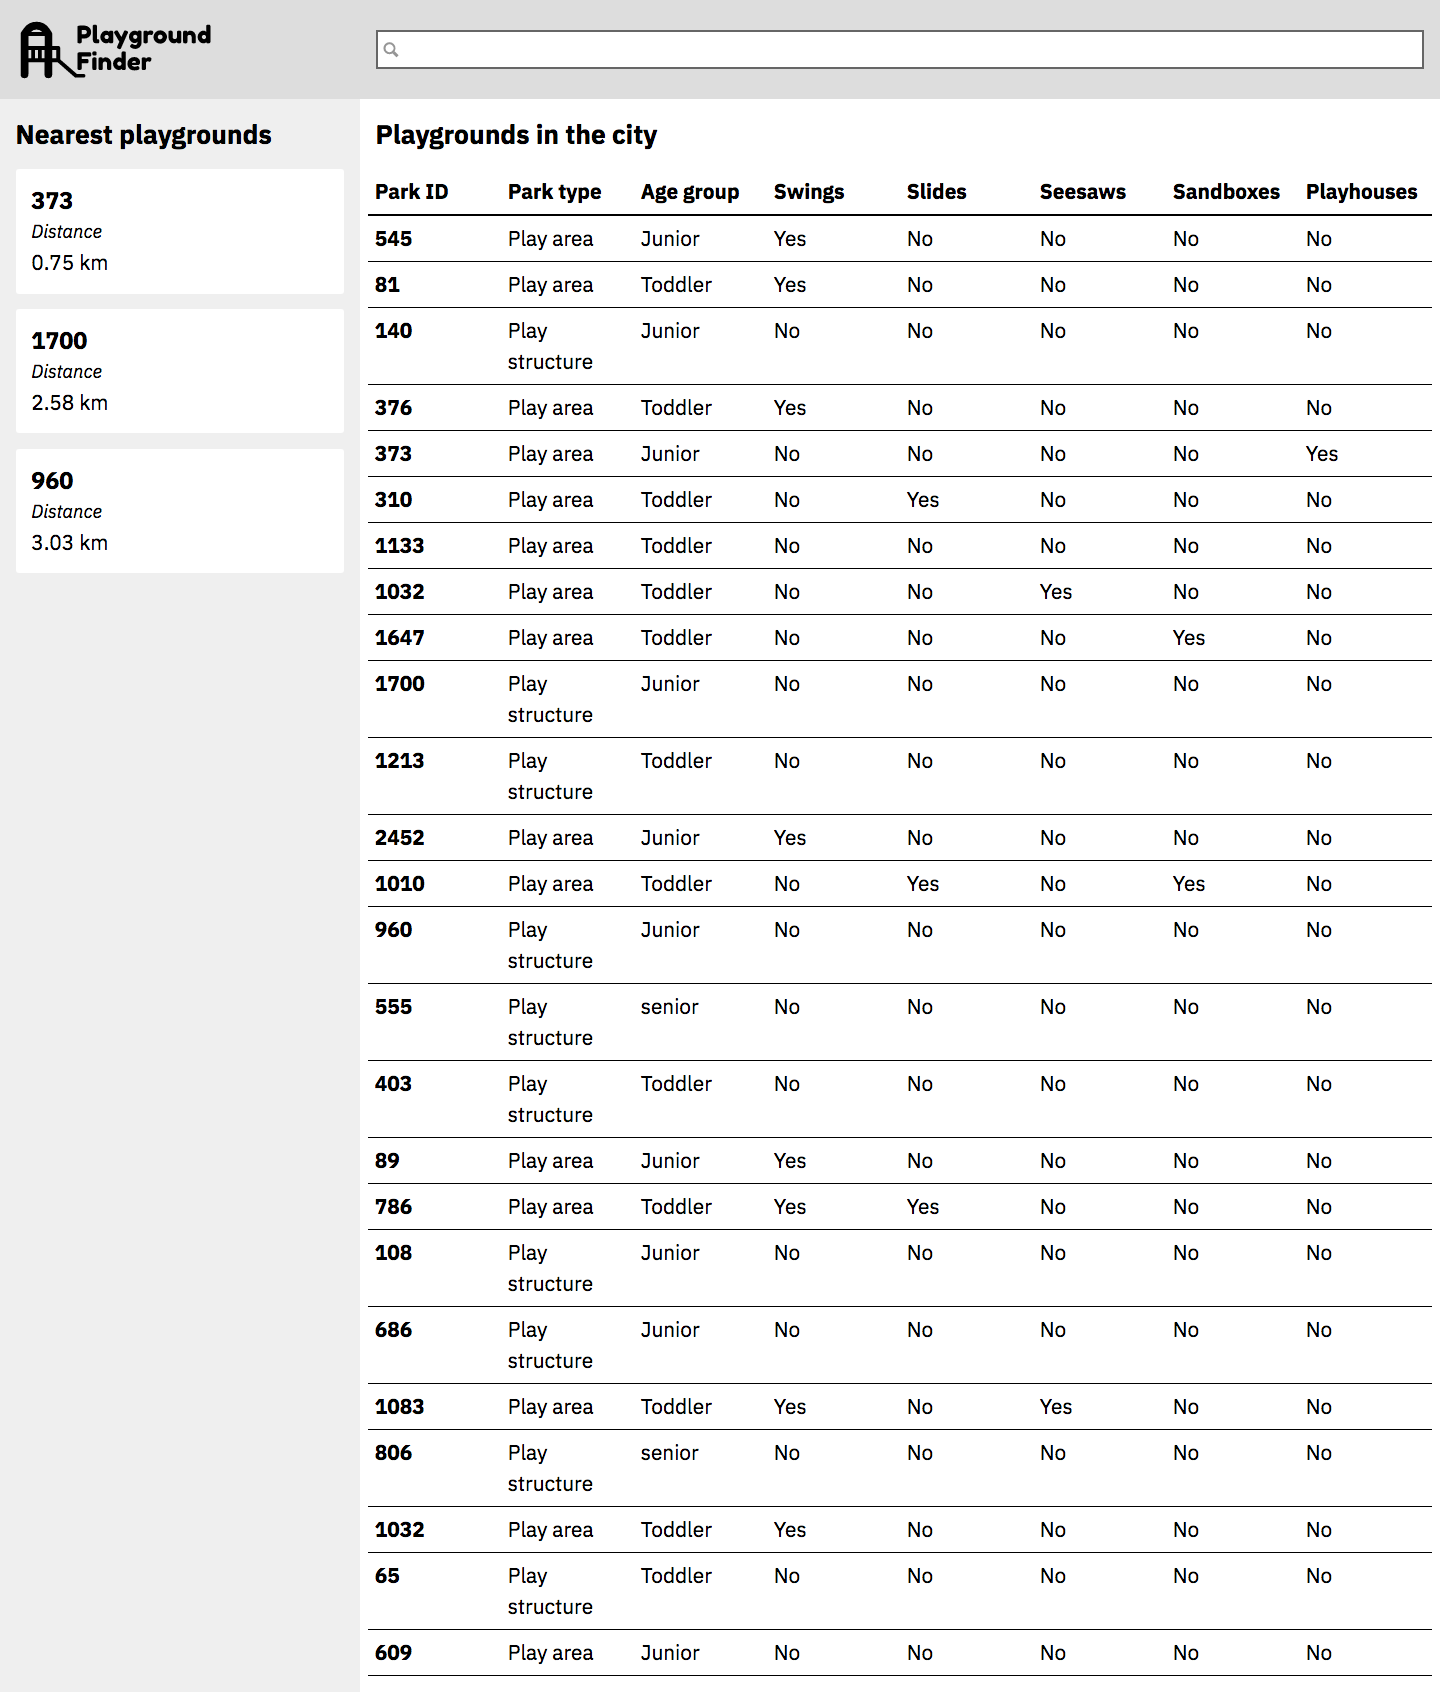 Playground
Finder
Nearest playgrounds
373
Distance
0.75 km
1700
Distance
2.58 km
960
Distance
3.03 km
Playgrounds in the city
Park ID Park type Age group Swings Slides Seesaws Sandboxes Playhouses
545 Play area Junior Yes No No No No
81 Play area Toddler Yes No No No No
140 Play Junior No No No No No
structure
376 Play area Toddler Yes No No No No
373 Play area Junior No No No No Yes
310 Play area Toddler No Yes No No No
1133 Play area Toddler No No No No No
1032 Play area Toddler No No Yes No No
1647 Play area Toddler No No No Yes No
1700 Play Junior No No No No No
structure
1213 Play Toddler No No No No No
structure
2452 Play area Junior Yes No No No No
1010 Play area Toddler No Yes No Yes No
960 Play Junior No No No No No
structure
555 Play senior No No No No No
structure
403 Play Toddler No No No No No
structure
89 Play area Junior Yes No No No No
786 Play area Toddler Yes Yes No No No
108 Play Junior No No No No No
structure
686 Play Junior No No No No No
structure
1083 Play area Toddler Yes No Yes No No
806 Play senior No No No No No
structure
1032 Play area Toddler Yes No No No No
65 Play Toddler No No No No No
structure
609 Play area Junior No No No No No